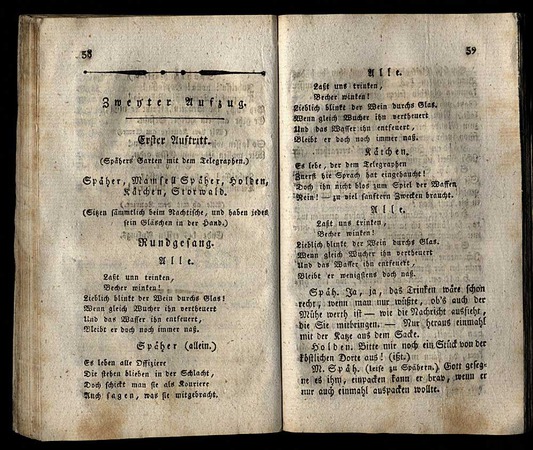 58
Zweyter Aufzug.
Erster Auftritt.
(Spähers Garten mit dem Telegraphen.)
Späher, Mamsell Späher, Holden,
Kärchen, Storwald.
(Sitzen sämmtlich beim Nachtische, und haben jedes
sein Gläschen in der Hand.)
Rundgesang.
Alle.
Laßt uns trinken,
Becher winken!
Lieblich blinkt der Wein durchs Glas!
Wenn gleich Wucher ihn vertheuert
Und das Wasser ihn entfeuert,
Bleibt er doch noch immer naß.
Späher (allein.)
Es leben alle Offiziere
Die stehen blieben in der Schlacht,
Doch schickt man sie als Kouriere
Auch sagen, was sie mitgebracht.
59
Alle.
Laßt uns trinken,
Becher winken!
Lieblich blinkt der Wein durchs Glas.
Wenn gleich Wucher ihn vertheuert
Und das Wasser ihn entfeuert,
Bleibt er doch noch immer naß.
Kärchen.
Es lebe, der dem Telegraphen
Zuerst die Sprach hat eingehaucht!
Doch ihn nicht blos zum Spiel der Waffen
Nein! — zu viel sanftern Zwecken braucht.
Alle.
Laßt uns trinken,
Becher winken!
Lieblich blinkt der Wein durchs Glas.
Wenn gleich Wucher ihn vertheuert
Und das Wasser ihn entfeuert,
Bleibt er wenigstens doch naß.
Späh. Ja, ja, das Trinken wäre schon
recht, wenn man nur wüßte, ob's auch der
Mühe werth ist — wie die Nachricht aussieht,
die Sie mitbringen. — Nur heraus einmahl
mit der Katze aus dem Sacke.
Holden. Bitte mir noch ein Stück von der
köstlichen Dorte aus! (ißt.)
M. Späh. (leise zu Spähern.) Gott geseg-
ne es ihm, einpacken kann er brav, wenn er
nur auch einmahl auspacken wollte.